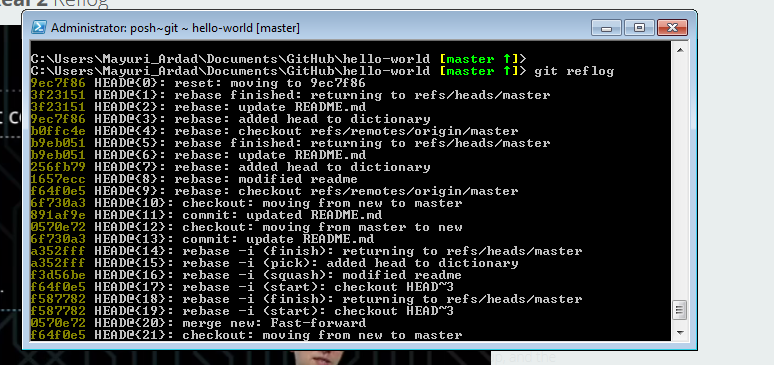 eal 2 Reflog
Administrator: posh~git ~ hello-world [master]
C:\Users\Mayuri_Ardad\Documents\GitHub\hello-world [master ↑]>
C:\Users\Mayuri_Ardad\Documents\GitHub\hello-world [master ↑]> git reflog
9ec7f86 HEAD@{0}: reset: moving to 9ec7f86
3f23151 HEAD@{1}: rebase finished: returning to refs/heads/master
3f23151 HEAD@{2}: rebase: update README.md
9ec7f86 HEAD@{3}: rebase: added head to dictionary
b0ffc4e HEAD@{4}: rebase: checkout refs/remotes/origin/master
b9eb051 HEAD@{5}: rebase finished: returning to refs/heads/master
b9eb051 HEAD@{6}: rebase: update README.md
256fb79 HEAD@{7}: rebase: added head to dictionary
1657ecc HEAD@{8}: rebase: modified readme
f64f0e5 HEAD@{9}: rebase: checkout refs/remotes/origin/master
6f730a3 HEAD@{10}: checkout: moving from new to master
891af9e HEAD@{11}: commit: updated README.md
0570e72 HEAD@{12}: checkout: moving from master to new
6f730a3 HEAD@{13}: commit: update README.md
a352fff HEAD@{14}: rebase -i (finish): returning to refs/heads/master
a352fff HEAD@{15}: rebase -i (pick): added head to dictionary
f3d56be HEAD@{16}: rebase -i (squash): modified readme
f64f0e5 HEAD@{17}: rebase -i (start): checkout HEAD~3
f587782 HEAD@{18}: rebase -i (finish): returning to refs/heads/master
f587782 HEAD@{19}: rebase -i (start): checkout HEAD~3
0570e72 HEAD@{20}: merge new: Fast-forward
f64f0e5 HEAD@{21}: checkout: moving from new to master